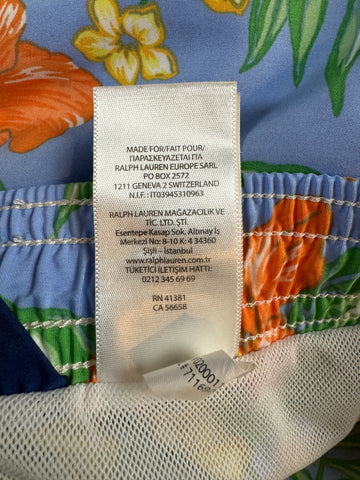 MADE FOR/FAIT POUR/
ΠΑΡΑΣΚΕΥΑΖΕΤΑΙ ΓΙΑ
RALPH LAUREN EUROPE SARL
PO BOX 2572
1211 GENEVA 2 SWITZERLAND
N.I.F. : IT03945310963
RALPH LAUREN MAĞAZACILIK VE
TİC. LTD. ŞTİ.
Esentepe Kasap Sok. Altınay İş
Merkezi No: 8-10 K: 4 34360
Şişli – İstanbul
www.ralphlauren.com
TÜKETİCİ İLETİŞİM HATTI:
0212 345 69 69
RN 41381
CA 56658